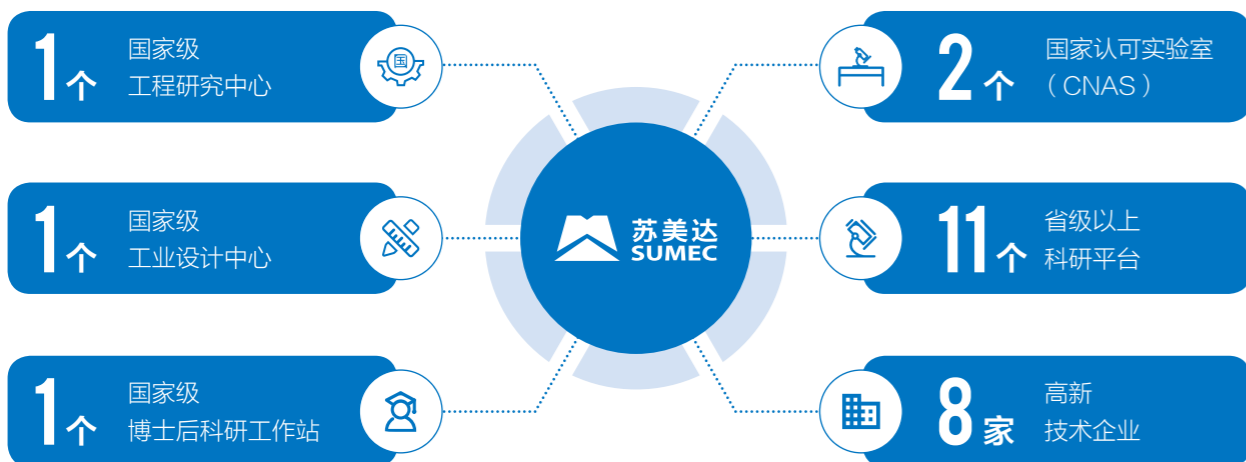 1个
国家级
工程研究中心
国
1个
国家级
工业设计中心
1个
国家级
博士后科研工作站
苏美达
SUMEC
2个
国家认可实验室
（CNAS）
11个
省级以上
科研平台
8家
高新
技术企业